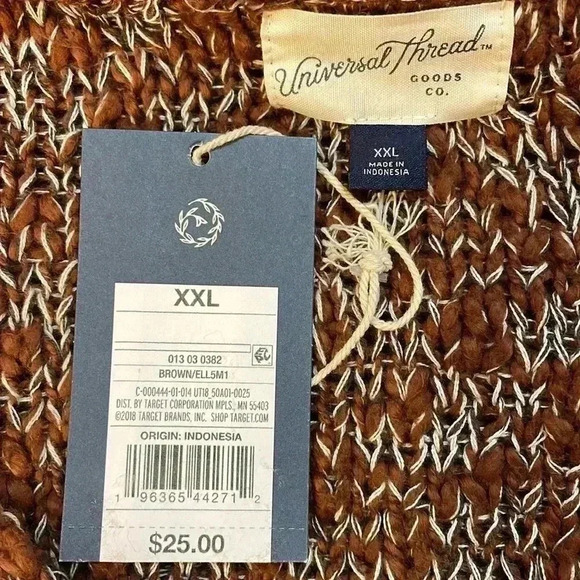 Universal Thread™
GOODS
CO.
XXL
MADE IN
INDONESIA
XXL
013 03 0382
BROWN/ELL5M1
C-000444-01-014 UT18_50A01-0025
DIST. BY TARGET CORPORATION MPLS., MN 55403
©2018 TARGET BRANDS, INC. SHOP TARGET.COM
ORIGIN: INDONESIA
1 96365 44271 2
$25.00